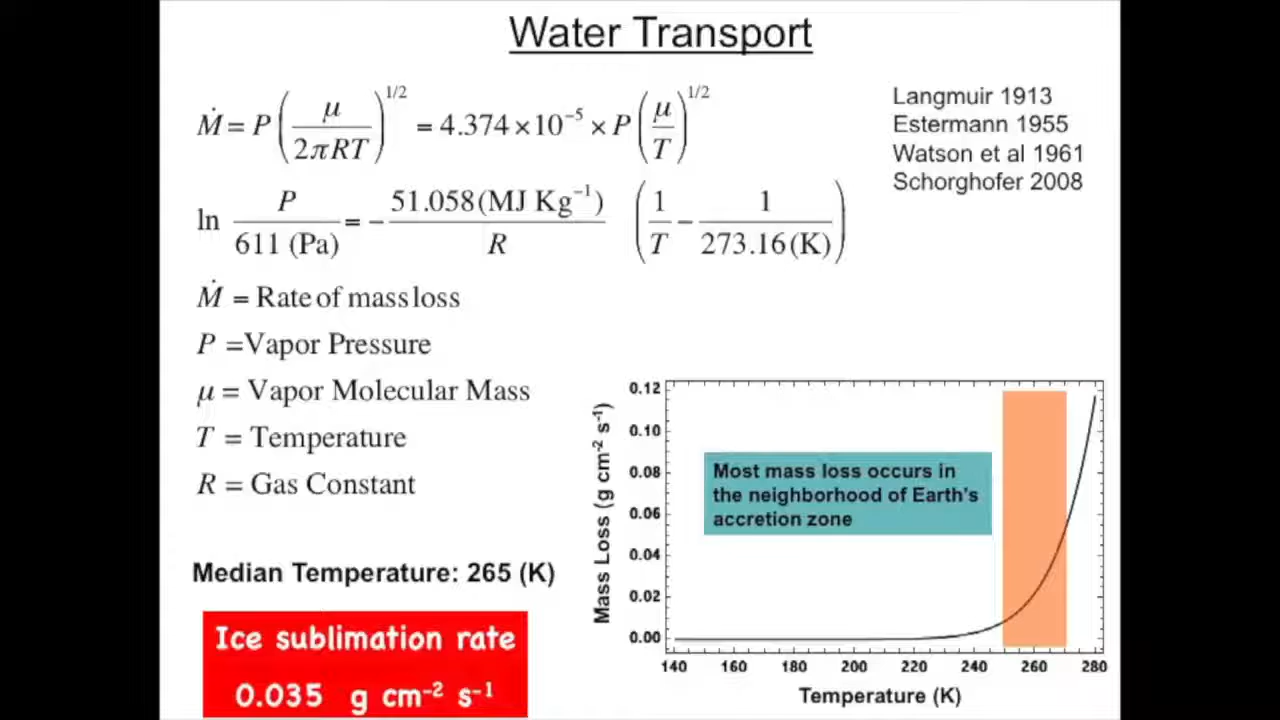 Water Transport
Ṁ = P (μ / 2πRT)^1/2 = 4.374 ×10^−5 × P (μ / T)^1/2
Langmuir 1913
Estermann 1955
Watson et al 1961
Schorghofer 2008
ln P / 611 (Pa) = − 51.058 (MJ Kg^−1) / R (1 / T − 1 / 273.16 (K))
Ṁ = Rate of mass loss
P =Vapor Pressure
μ = Vapor Molecular Mass
T = Temperature
R = Gas Constant
Median Temperature: 265 (K)
Ice sublimation rate
0.035 g cm^-2 s^-1
Mass Loss (g cm^-2 s^-1)
0.12
0.10
0.08
0.06
0.04
0.02
0.00
Most mass loss occurs in
the neighborhood of Earth's
accretion zone
140 160 180 200 220 240 260 280
Temperature (K)